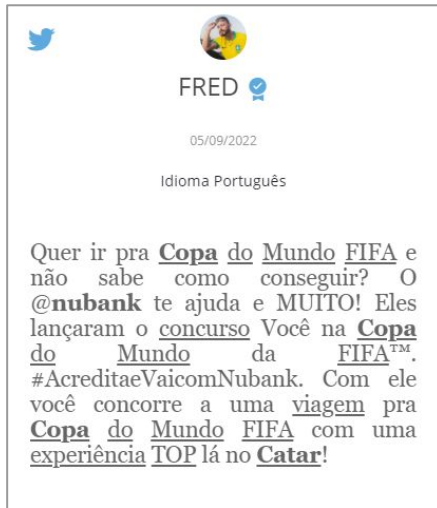 FRED
05/09/2022
Idioma Português
Quer ir pra Copa do Mundo FIFA e
não sabe como conseguir? O
@nubank te ajuda e MUITO! Eles
lançaram o concurso Você na Copa
do Mundo da FIFA™.
#AcreditaeVaicomNubank. Com ele
você concorre a uma viagem pra
Copa do Mundo FIFA com uma
experiência TOP lá no Catar!